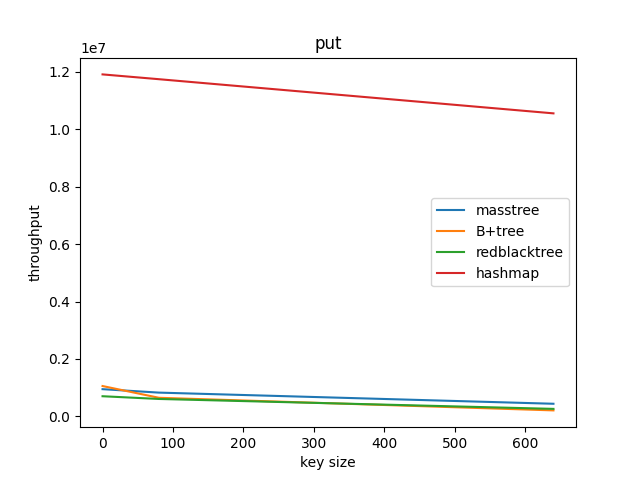 put
1e7
1.2
1.0
0.8
0.6
0.4
0.2
0.0
throughput
masstree
B+tree
redblacktree
hashmap
0 100 200 300 400 500 600
key size